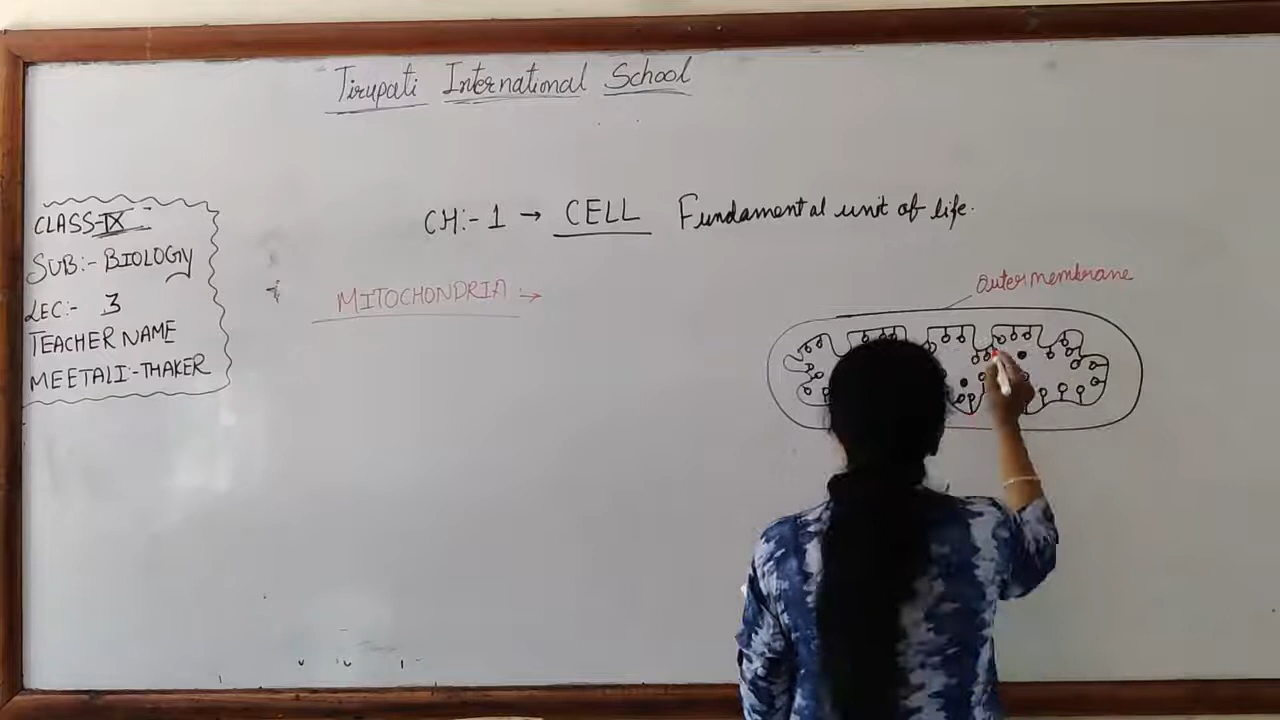 Tirupati International School
CH:- 1 → CELL Fundamental unit of life.
CLASS-IX
SUB:- BIOLOGY
LEC:- 3
TEACHER NAME
MEETALI:-THAKER
MITOCHONDRIA :→
outer membrane